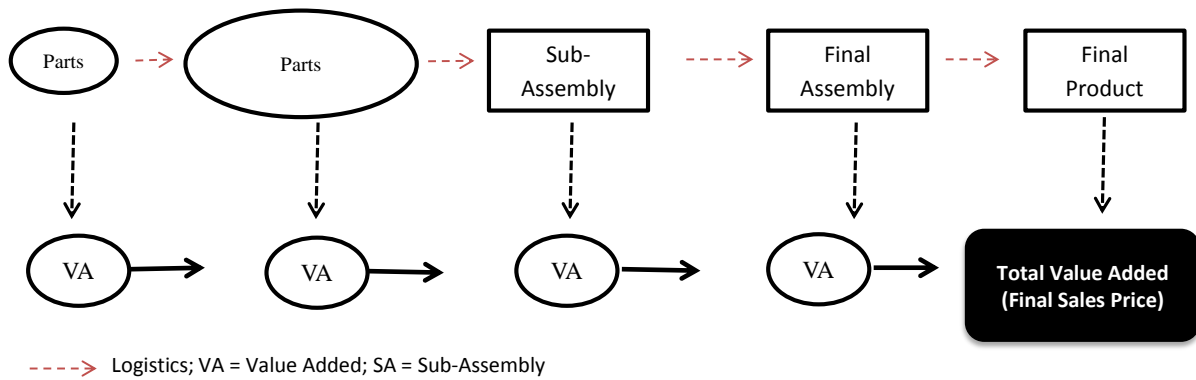 Parts
Parts
Sub-
Assembly
Final
Assembly
Final
Product
VA
VA
VA
VA
Total Value Added
(Final Sales Price)
Logistics; VA = Value Added; SA = Sub-Assembly